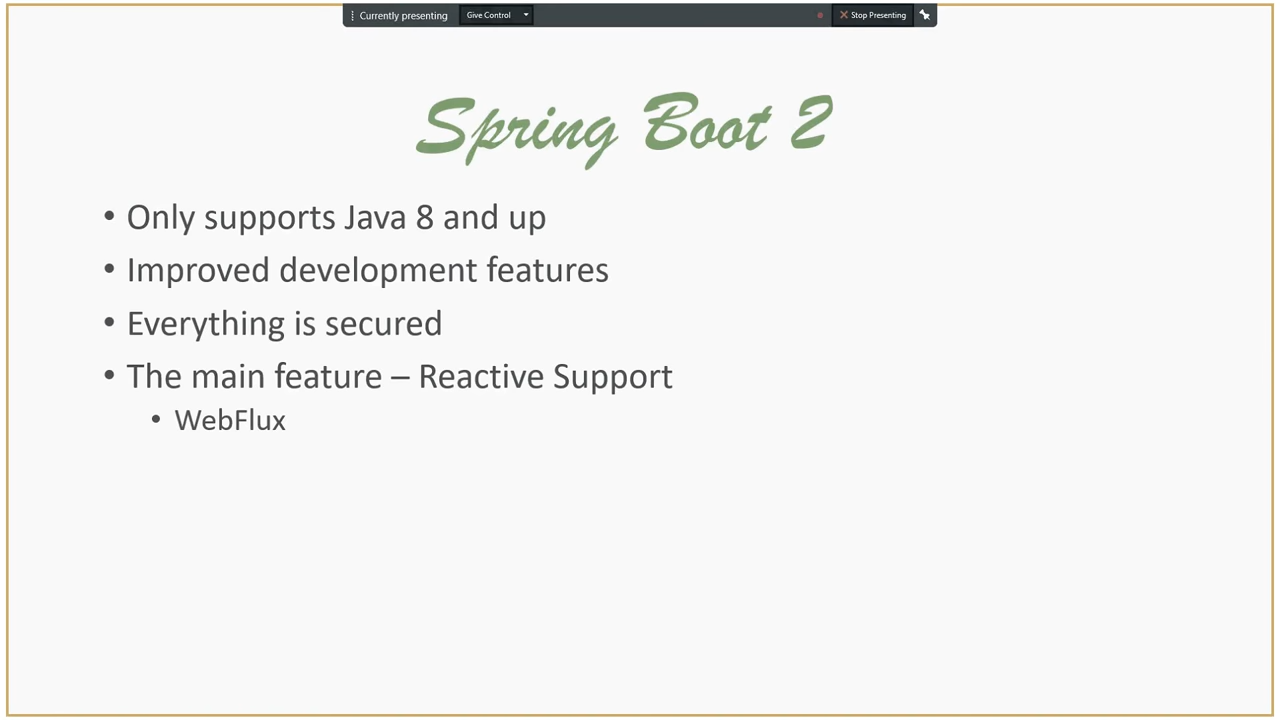 Currently presenting Give Control Stop Presenting
Spring Boot 2
• Only supports Java 8 and up
• Improved development features
• Everything is secured
• The main feature – Reactive Support
• WebFlux